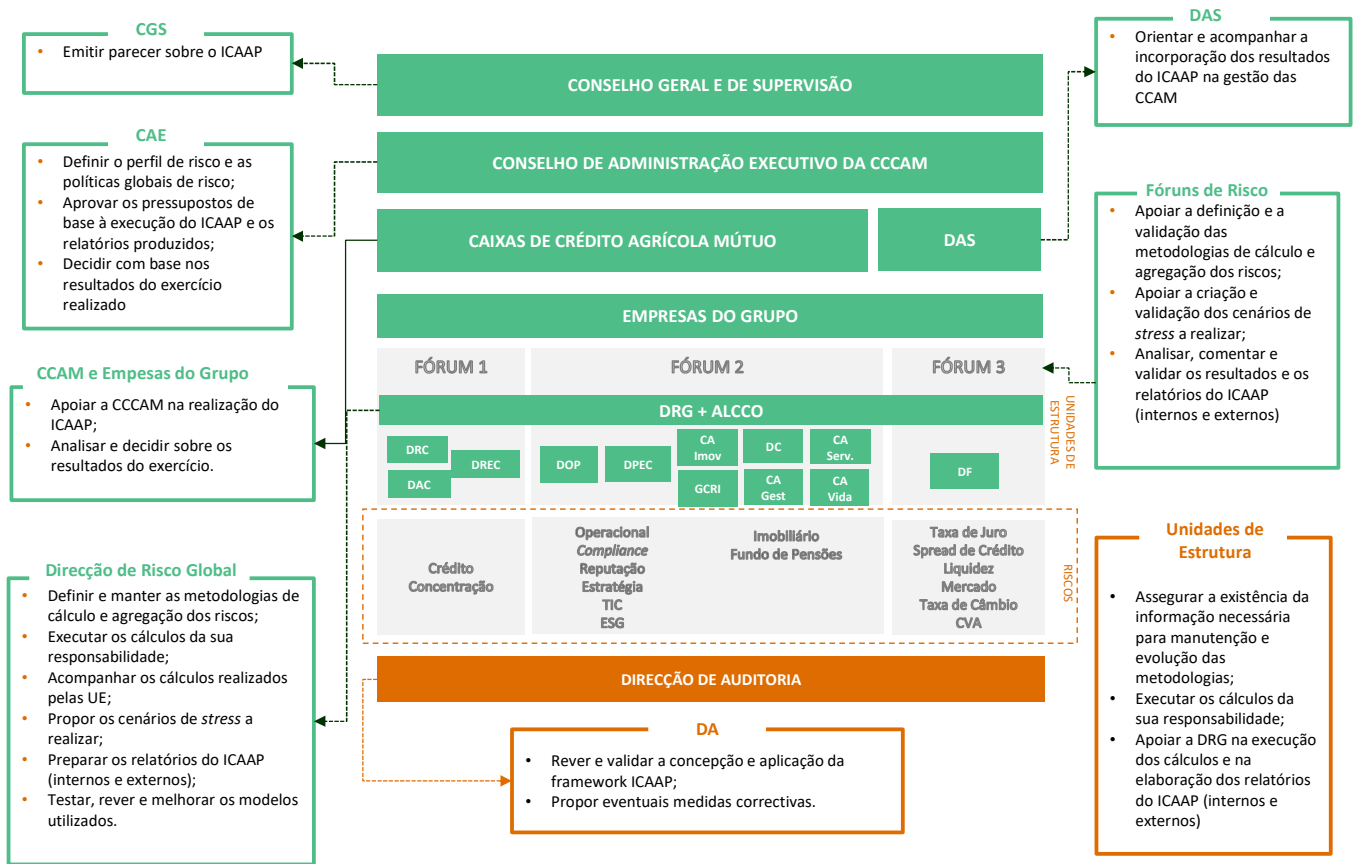 CGS
• Emitir parecer sobre o ICAAP
CAE
• Definir o perfil de risco e as
políticas globais de risco;
• Aprovar os pressupostos de
base à execução do ICAAP e os
relatórios produzidos;
• Decidir com base nos
resultados do exercício
realizado
CCAM e Empesas do Grupo
• Apoiar a CCCAM na realização do
ICAAP;
• Analisar e decidir sobre os
resultados do exercício.
Direcção de Risco Global
• Definir e manter as metodologias de
cálculo e agregação dos riscos;
• Executar os cálculos da sua
responsabilidade;
• Acompanhar os cálculos realizados
pelas UE;
• Propor os cenários de stress a
realizar;
• Preparar os relatórios do ICAAP
(internos e externos);
• Testar, rever e melhorar os modelos
utilizados.
CONSELHO GERAL E DE SUPERVISÃO
CONSELHO DE ADMINISTRAÇÃO EXECUTIVO DA CCCAM
CAIXAS DE CRÉDITO AGRÍCOLA MÚTUO
DAS
EMPRESAS DO GRUPO
FÓRUM 1
FÓRUM 2
FÓRUM 3
DRG + ALCCO
UNIDADES DE
ESTRUTURA
DRC
DREC
DAC
DOP
DPEC
CA
Imov
DC
CA
Serv.
GCRI
CA
Gest
CA
Vida
DF
Crédito
Concentração
Operacional
Compliance
Reputação
Estratégia
TIC
ESG
Imobiliário
Fundo de Pensões
Taxa de Juro
Spread de Crédito
Liquidez
Mercado
Taxa de Câmbio
CVA
RISCOS
DIRECÇÃO DE AUDITORIA
DA
• Rever e validar a concepção e aplicação da
framework ICAAP;
• Propor eventuais medidas correctivas.
DAS
• Orientar e acompanhar a
incorporação dos resultados
do ICAAP na gestão das
CCAM
Fóruns de Risco
• Apoiar a definição e a
validação das
metodologias de cálculo e
agregação dos riscos;
• Apoiar a criação e
validação dos cenários de
stress a realizar;
• Analisar, comentar e
validar os resultados e os
relatórios do ICAAP
(internos e externos)
Unidades de
Estrutura
• Assegurar a existência da
informação necessária
para manutenção e
evolução das
metodologias;
• Executar os cálculos da
sua responsabilidade;
• Apoiar a DRG na execução
dos cálculos e na
elaboração dos relatórios
do ICAAP (internos e
externos)